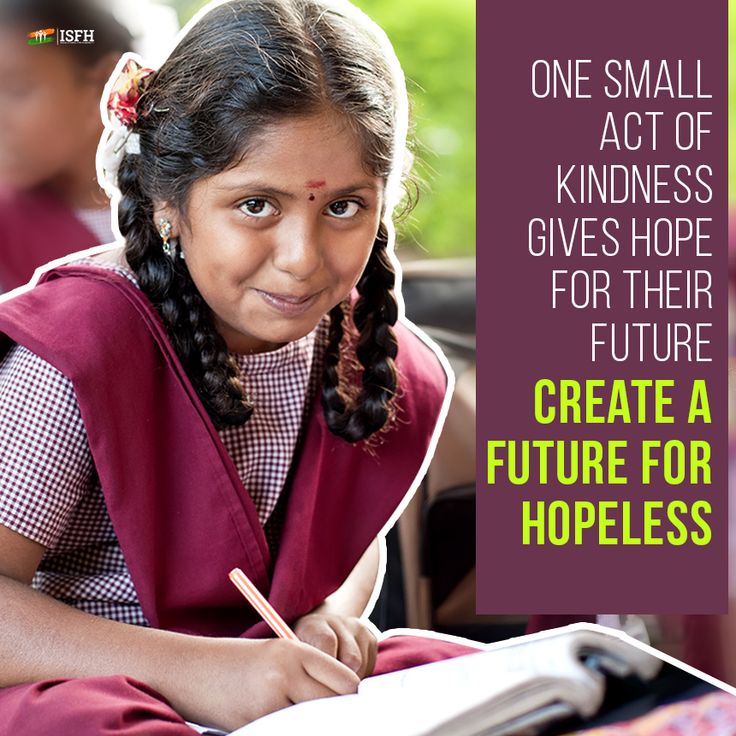 ISFH
ONE SMALL
ACT OF
KINDNESS
GIVES HOPE
FOR THEIR
FUTURE
CREATE A
FUTURE FOR
HOPELESS